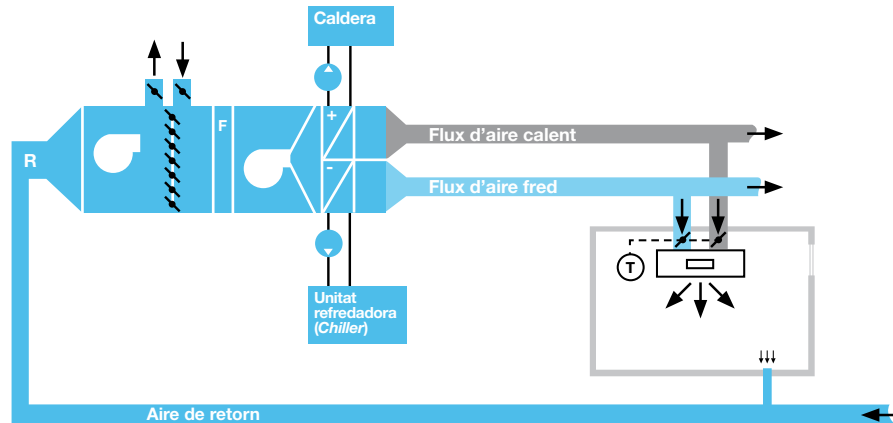 Caldera
+
F
R
-
Flux d'aire calent
Flux d'aire fred
T
Unitat
refredadora
(Chiller)
Aire de retorn